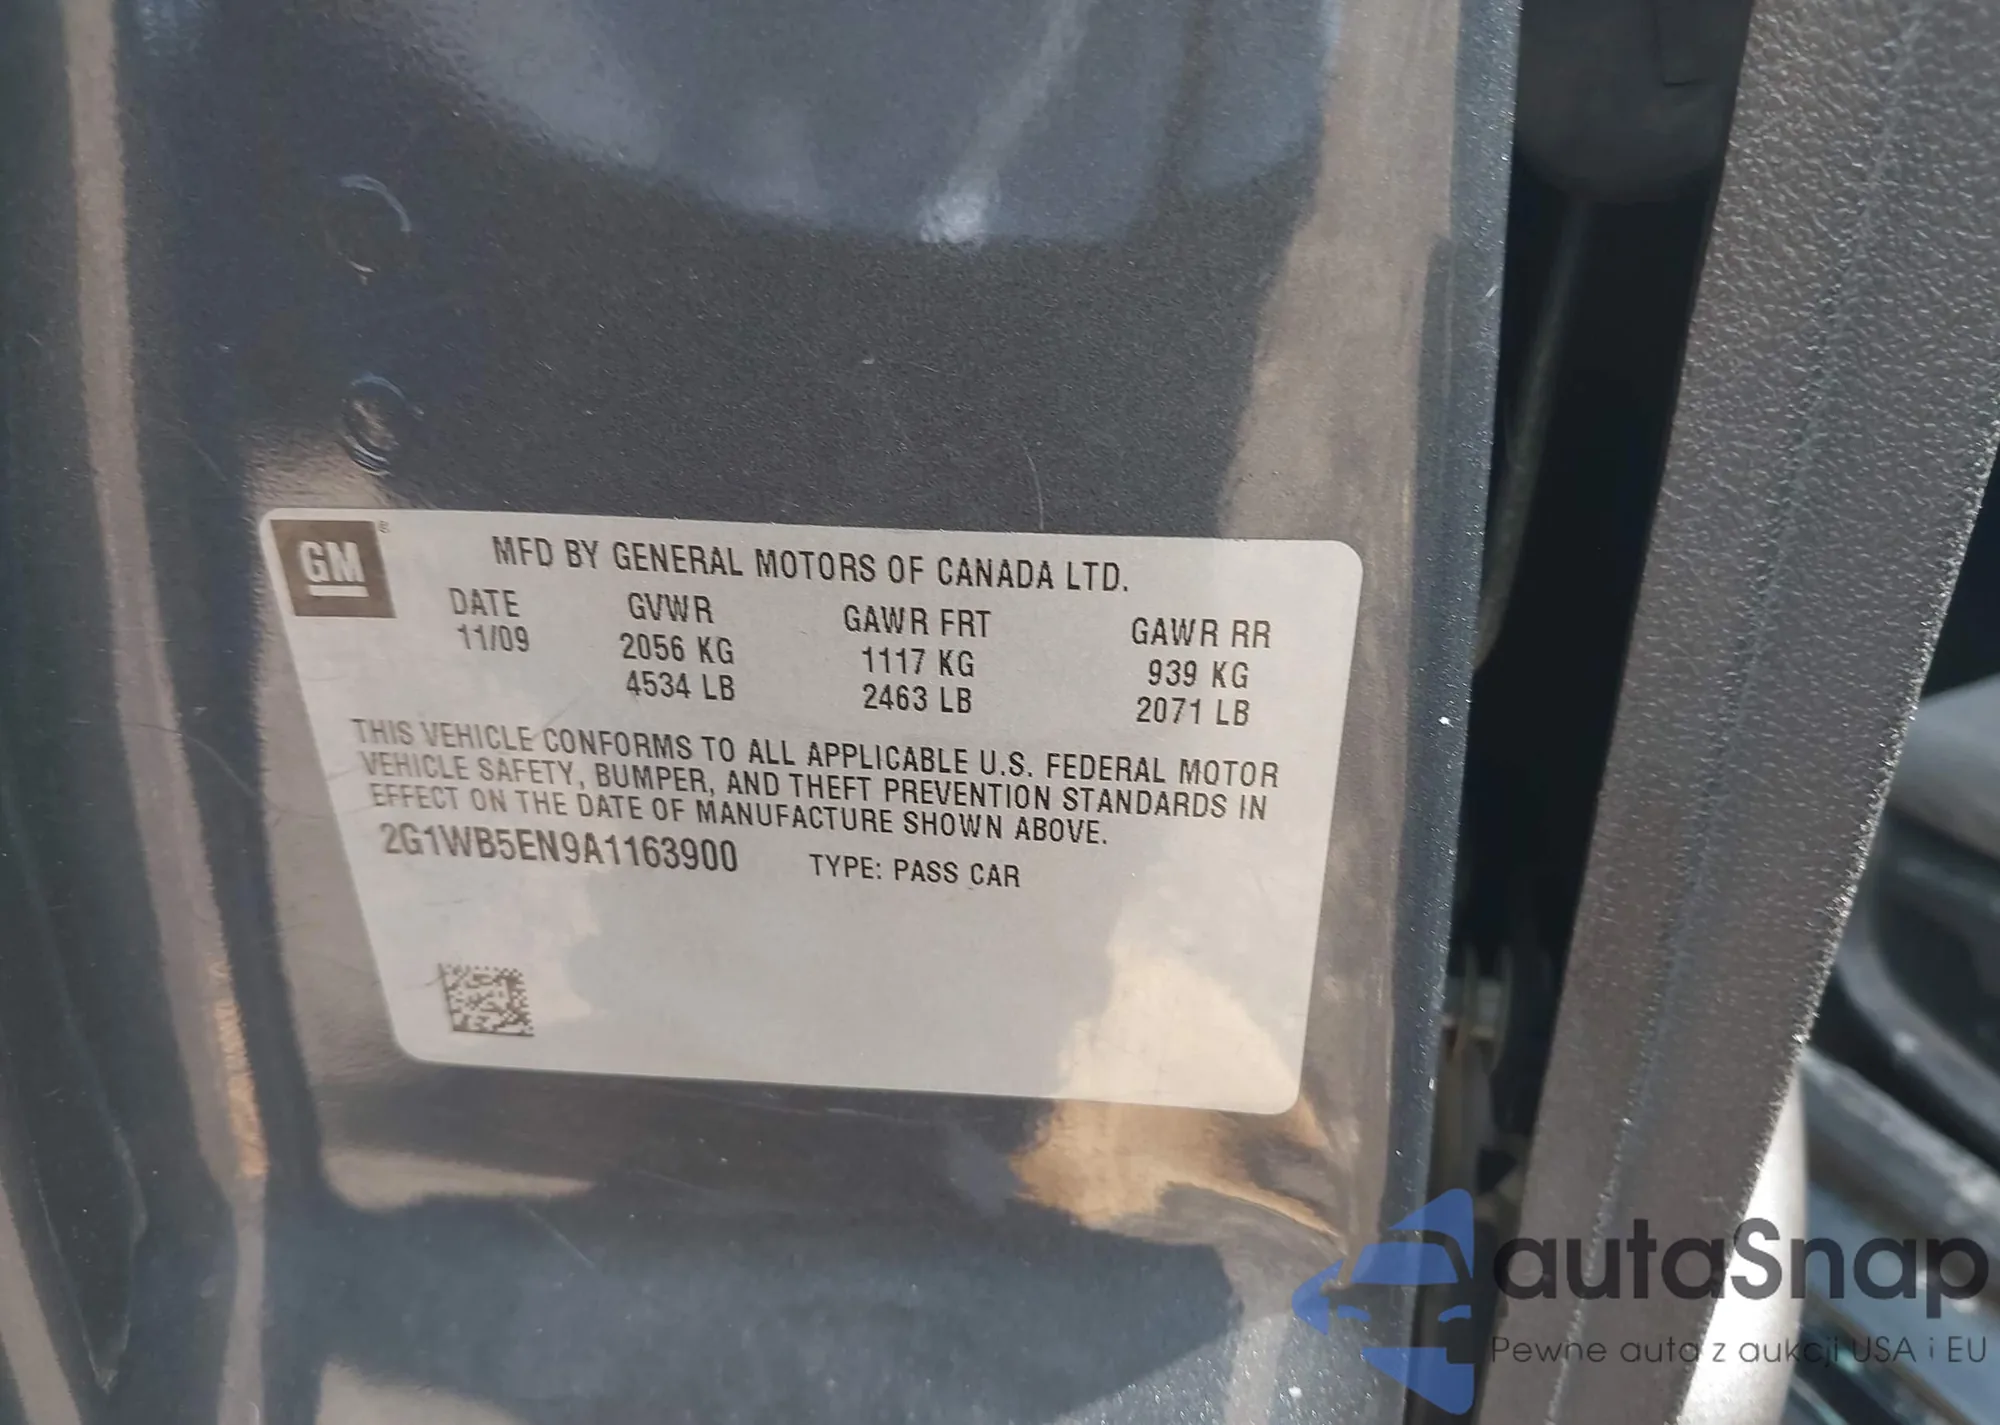 GM®
MFD BY GENERAL MOTORS OF CANADA LTD.
DATE GVWR GAWR FRT GAWR RR
11/09 2056 KG 1117 KG 939 KG
4534 LB 2463 LB 2071 LB
THIS VEHICLE CONFORMS TO ALL APPLICABLE U.S. FEDERAL MOTOR
VEHICLE SAFETY, BUMPER, AND THEFT PREVENTION STANDARDS IN
EFFECT ON THE DATE OF MANUFACTURE SHOWN ABOVE.
2G1WB5EN9A1163900 TYPE: PASS CAR
autaSnap
Pewne auta z aukcji USA i EU